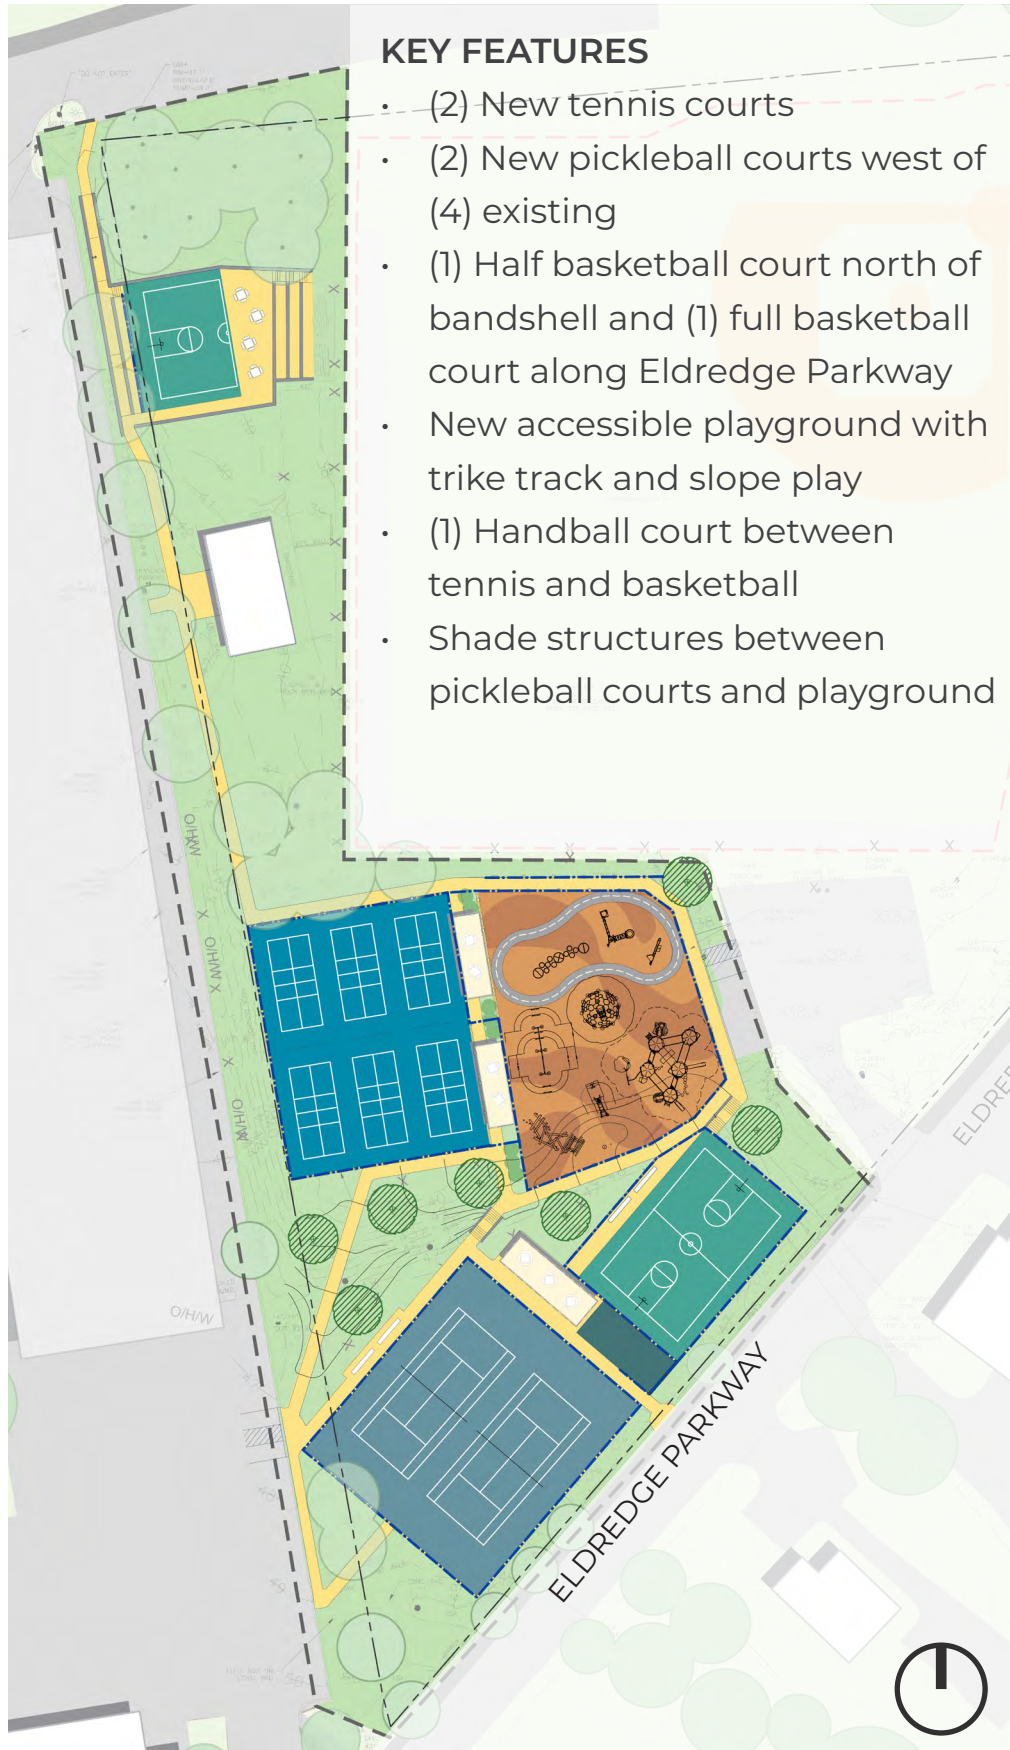 KEY FEATURES
• (2) New tennis courts
• (2) New pickleball courts west of
(4) existing
• (1) Half basketball court north of
bandshell and (1) full basketball
court along Eldredge Parkway
• New accessible playground with
trike track and slope play
• (1) Handball court between
tennis and basketball
• Shade structures between
pickleball courts and playground
O/H/W
ELDREDGE PARKWAY